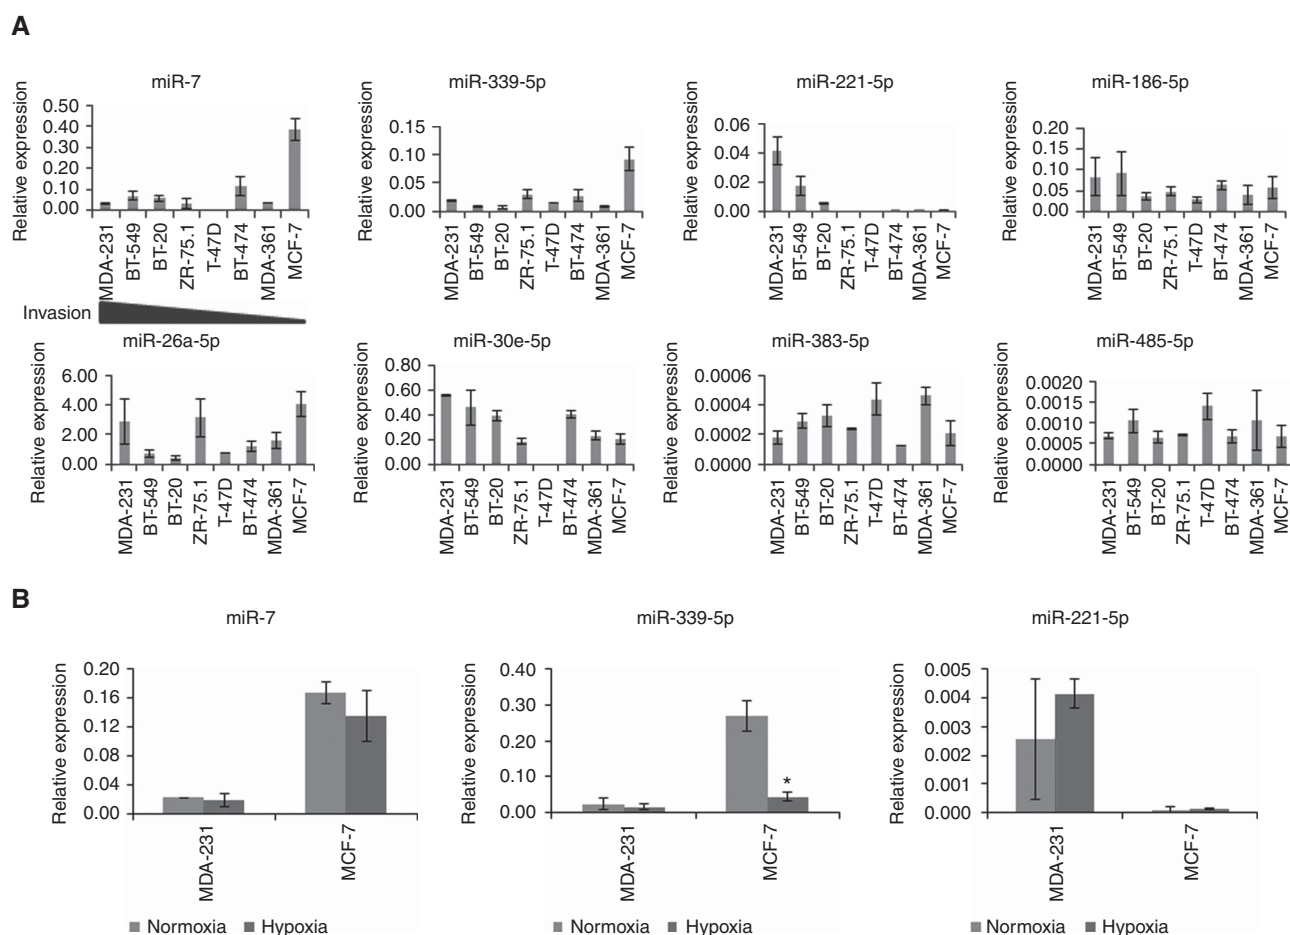 A
miR-7
Relative expression
0.50
0.40
0.30
0.20
0.10
0.00
MDA-231
BT-549
BT-20
ZR-75.1
T-47D
BT-474
MDA-361
MCF-7
miR-339-5p
Relative expression
0.15
0.10
0.05
0.00
MDA-231
BT-549
BT-20
ZR-75.1
T-47D
BT-474
MDA-361
MCF-7
miR-221-5p
Relative expression
0.06
0.04
0.02
0.00
MDA-231
BT-549
BT-20
ZR-75.1
T-47D
BT-474
MDA-361
MCF-7
miR-186-5p
Relative expression
0.20
0.15
0.10
0.05
0.00
MDA-231
BT-549
BT-20
ZR-75.1
T-47D
BT-474
MDA-361
MCF-7
Invasion
miR-26a-5p
Relative expression
6.00
4.00
2.00
0.00
MDA-231
BT-549
BT-20
ZR-75.1
T-47D
BT-474
MDA-361
MCF-7
miR-30e-5p
Relative expression
0.80
0.60
0.40
0.20
0.00
MDA-231
BT-549
BT-20
ZR-75.1
T-47D
BT-474
MDA-361
MCF-7
miR-383-5p
Relative expression
0.0006
0.0004
0.0002
0.0000
MDA-231
BT-549
BT-20
ZR-75.1
T-47D
BT-474
MDA-361
MCF-7
miR-485-5p
Relative expression
0.0020
0.0015
0.0010
0.0005
0.0000
MDA-231
BT-549
BT-20
ZR-75.1
T-47D
BT-474
MDA-361
MCF-7
B
miR-7
Relative expression
0.20
0.16
0.12
0.08
0.04
0.00
MDA-231
MCF-7
Normoxia Hypoxia
miR-339-5p
Relative expression
0.40
0.30
0.20
0.10
0.00
*
MDA-231
MCF-7
Normoxia Hypoxia
miR-221-5p
Relative expression
0.005
0.004
0.003
0.002
0.001
0.000
MDA-231
MCF-7
Normoxia Hypoxia